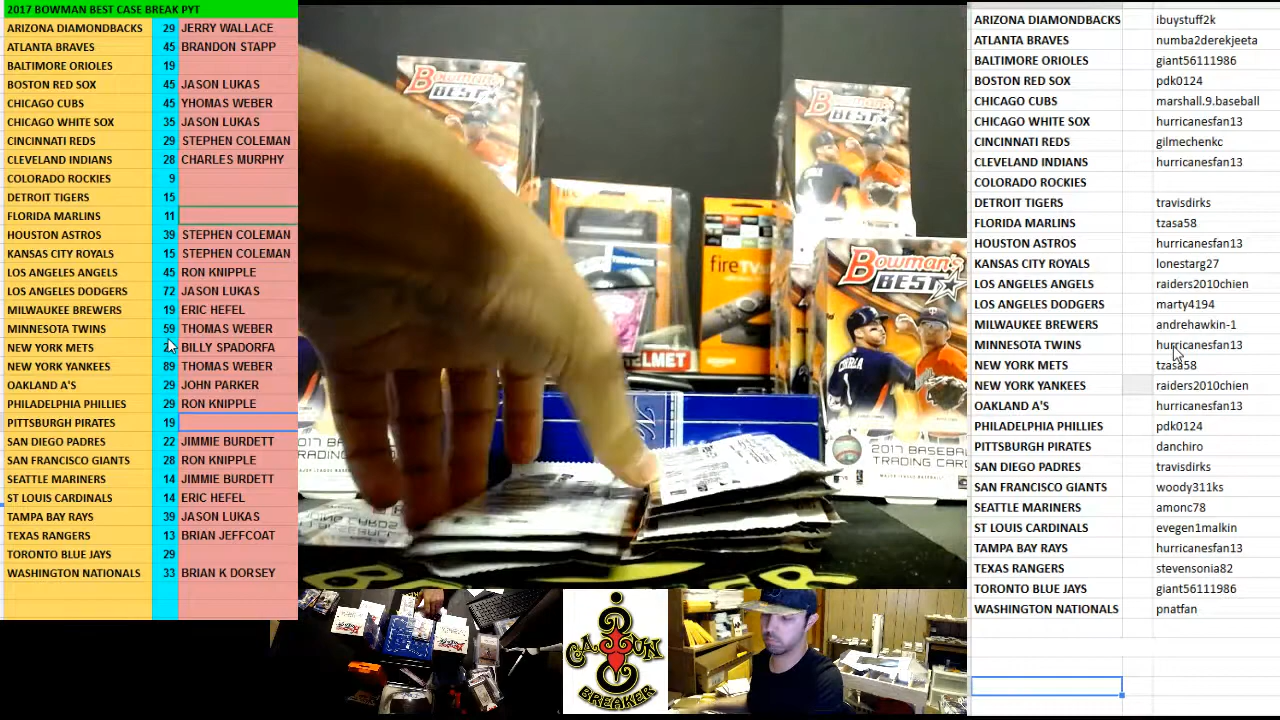 2017 BOWMAN BEST CASE BREAK PYT
ARIZONA DIAMONDBACKS 29 JERRY WALLACE
ATLANTA BRAVES 45 BRANDON STAPP
BALTIMORE ORIOLES 19
BOSTON RED SOX 45 JASON LUKAS
CHICAGO CUBS 45 YHOMAS WEBER
CHICAGO WHITE SOX 35 JASON LUKAS
CINCINNATI REDS 29 STEPHEN COLEMAN
CLEVELAND INDIANS 28 CHARLES MURPHY
COLORADO ROCKIES 9
DETROIT TIGERS 15
FLORIDA MARLINS 11
HOUSTON ASTROS 39 STEPHEN COLEMAN
KANSAS CITY ROYALS 15 STEPHEN COLEMAN
LOS ANGELES ANGELS 45 RON KNIPPLE
LOS ANGELES DODGERS 72 JASON LUKAS
MILWAUKEE BREWERS 19 ERIC HEFEL
MINNESOTA TWINS 59 THOMAS WEBER
NEW YORK METS BILLY SPADORFA
NEW YORK YANKEES 89 THOMAS WEBER
OAKLAND A'S 29 JOHN PARKER
PHILADELPHIA PHILLIES 29 RON KNIPPLE
PITTSBURGH PIRATES 19
SAN DIEGO PADRES 22 JIMMIE BURDETT
SAN FRANCISCO GIANTS 28 RON KNIPPLE
SEATTLE MARINERS 14 JIMMIE BURDETT
ST LOUIS CARDINALS 14 ERIC HEFEL
TAMPA BAY RAYS 39 JASON LUKAS
TEXAS RANGERS 13 BRIAN JEFFCOAT
TORONTO BLUE JAYS 29
WASHINGTON NATIONALS 33 BRIAN K DORSEY
Bowman's
BEST
Bowman's
BEST
fireTV
Bowman's
BEST
HELMET
CORREA
1
2017 BASEBALL
TRADING CARD
CAJUN
BREAKER
ARIZONA DIAMONDBACKS ibuystuff2k
ATLANTA BRAVES numba2derekjeeta
BALTIMORE ORIOLES giant56111986
BOSTON RED SOX pdk0124
CHICAGO CUBS marshall.9.baseball
CHICAGO WHITE SOX hurricanesfan13
CINCINNATI REDS gilmechenkc
CLEVELAND INDIANS hurricanesfan13
COLORADO ROCKIES
DETROIT TIGERS travisdirks
FLORIDA MARLINS tzasa58
HOUSTON ASTROS hurricanesfan13
KANSAS CITY ROYALS lonestarg27
LOS ANGELES ANGELS raiders2010chien
LOS ANGELES DODGERS marty4194
MILWAUKEE BREWERS andrehawkin-1
MINNESOTA TWINS hurricanesfan13
NEW YORK METS tzasa58
NEW YORK YANKEES raiders2010chien
OAKLAND A'S hurricanesfan13
PHILADELPHIA PHILLIES pdk0124
PITTSBURGH PIRATES danchiro
SAN DIEGO PADRES travisdirks
SAN FRANCISCO GIANTS woody311ks
SEATTLE MARINERS amonc78
ST LOUIS CARDINALS evegen1malkin
TAMPA BAY RAYS hurricanesfan13
TEXAS RANGERS stevensonia82
TORONTO BLUE JAYS giant56111986
WASHINGTON NATIONALS pnatfan